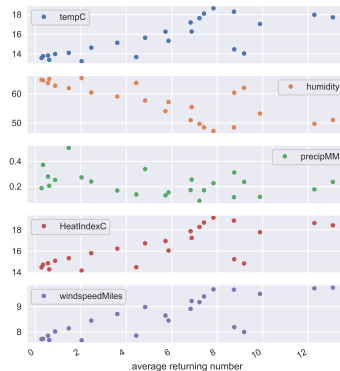 tempC
18
16
14
humidity
60
50
precipMM
0.4
0.2
HeatIndexC
18
16
14
windspeedMiles
9
8
0 2 4 6 8 10 12
average returning number